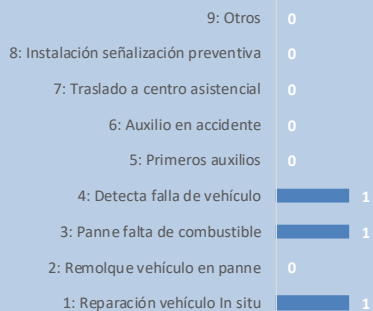 9: Otros 0
8: Instalación señalización preventiva 0
7: Traslado a centro asistencial 0
6: Auxilio en accidente 0
5: Primeros auxilios 0
4: Detecta falla de vehículo 1
3: Panne falta de combustible 1
2: Remolque vehículo en panne 0
1: Reparación vehículo In situ 1